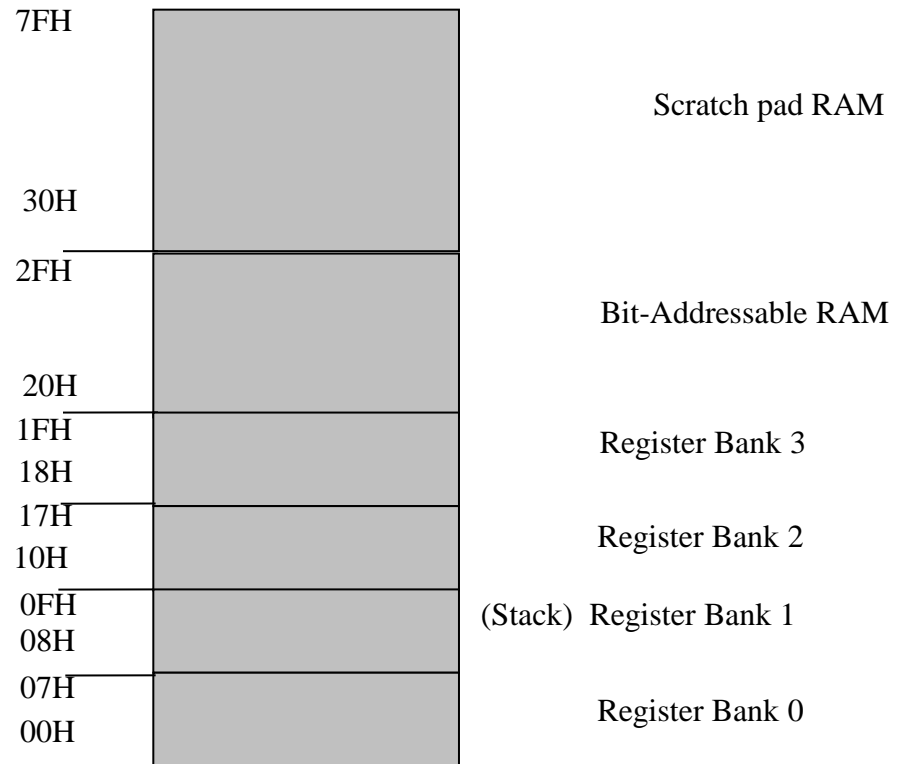 7FH
Scratch pad RAM
30H
2FH
Bit-Addressable RAM
20H
1FH
Register Bank 3
18H
17H
Register Bank 2
10H
0FH
(Stack) Register Bank 1
08H
07H
Register Bank 0
00H